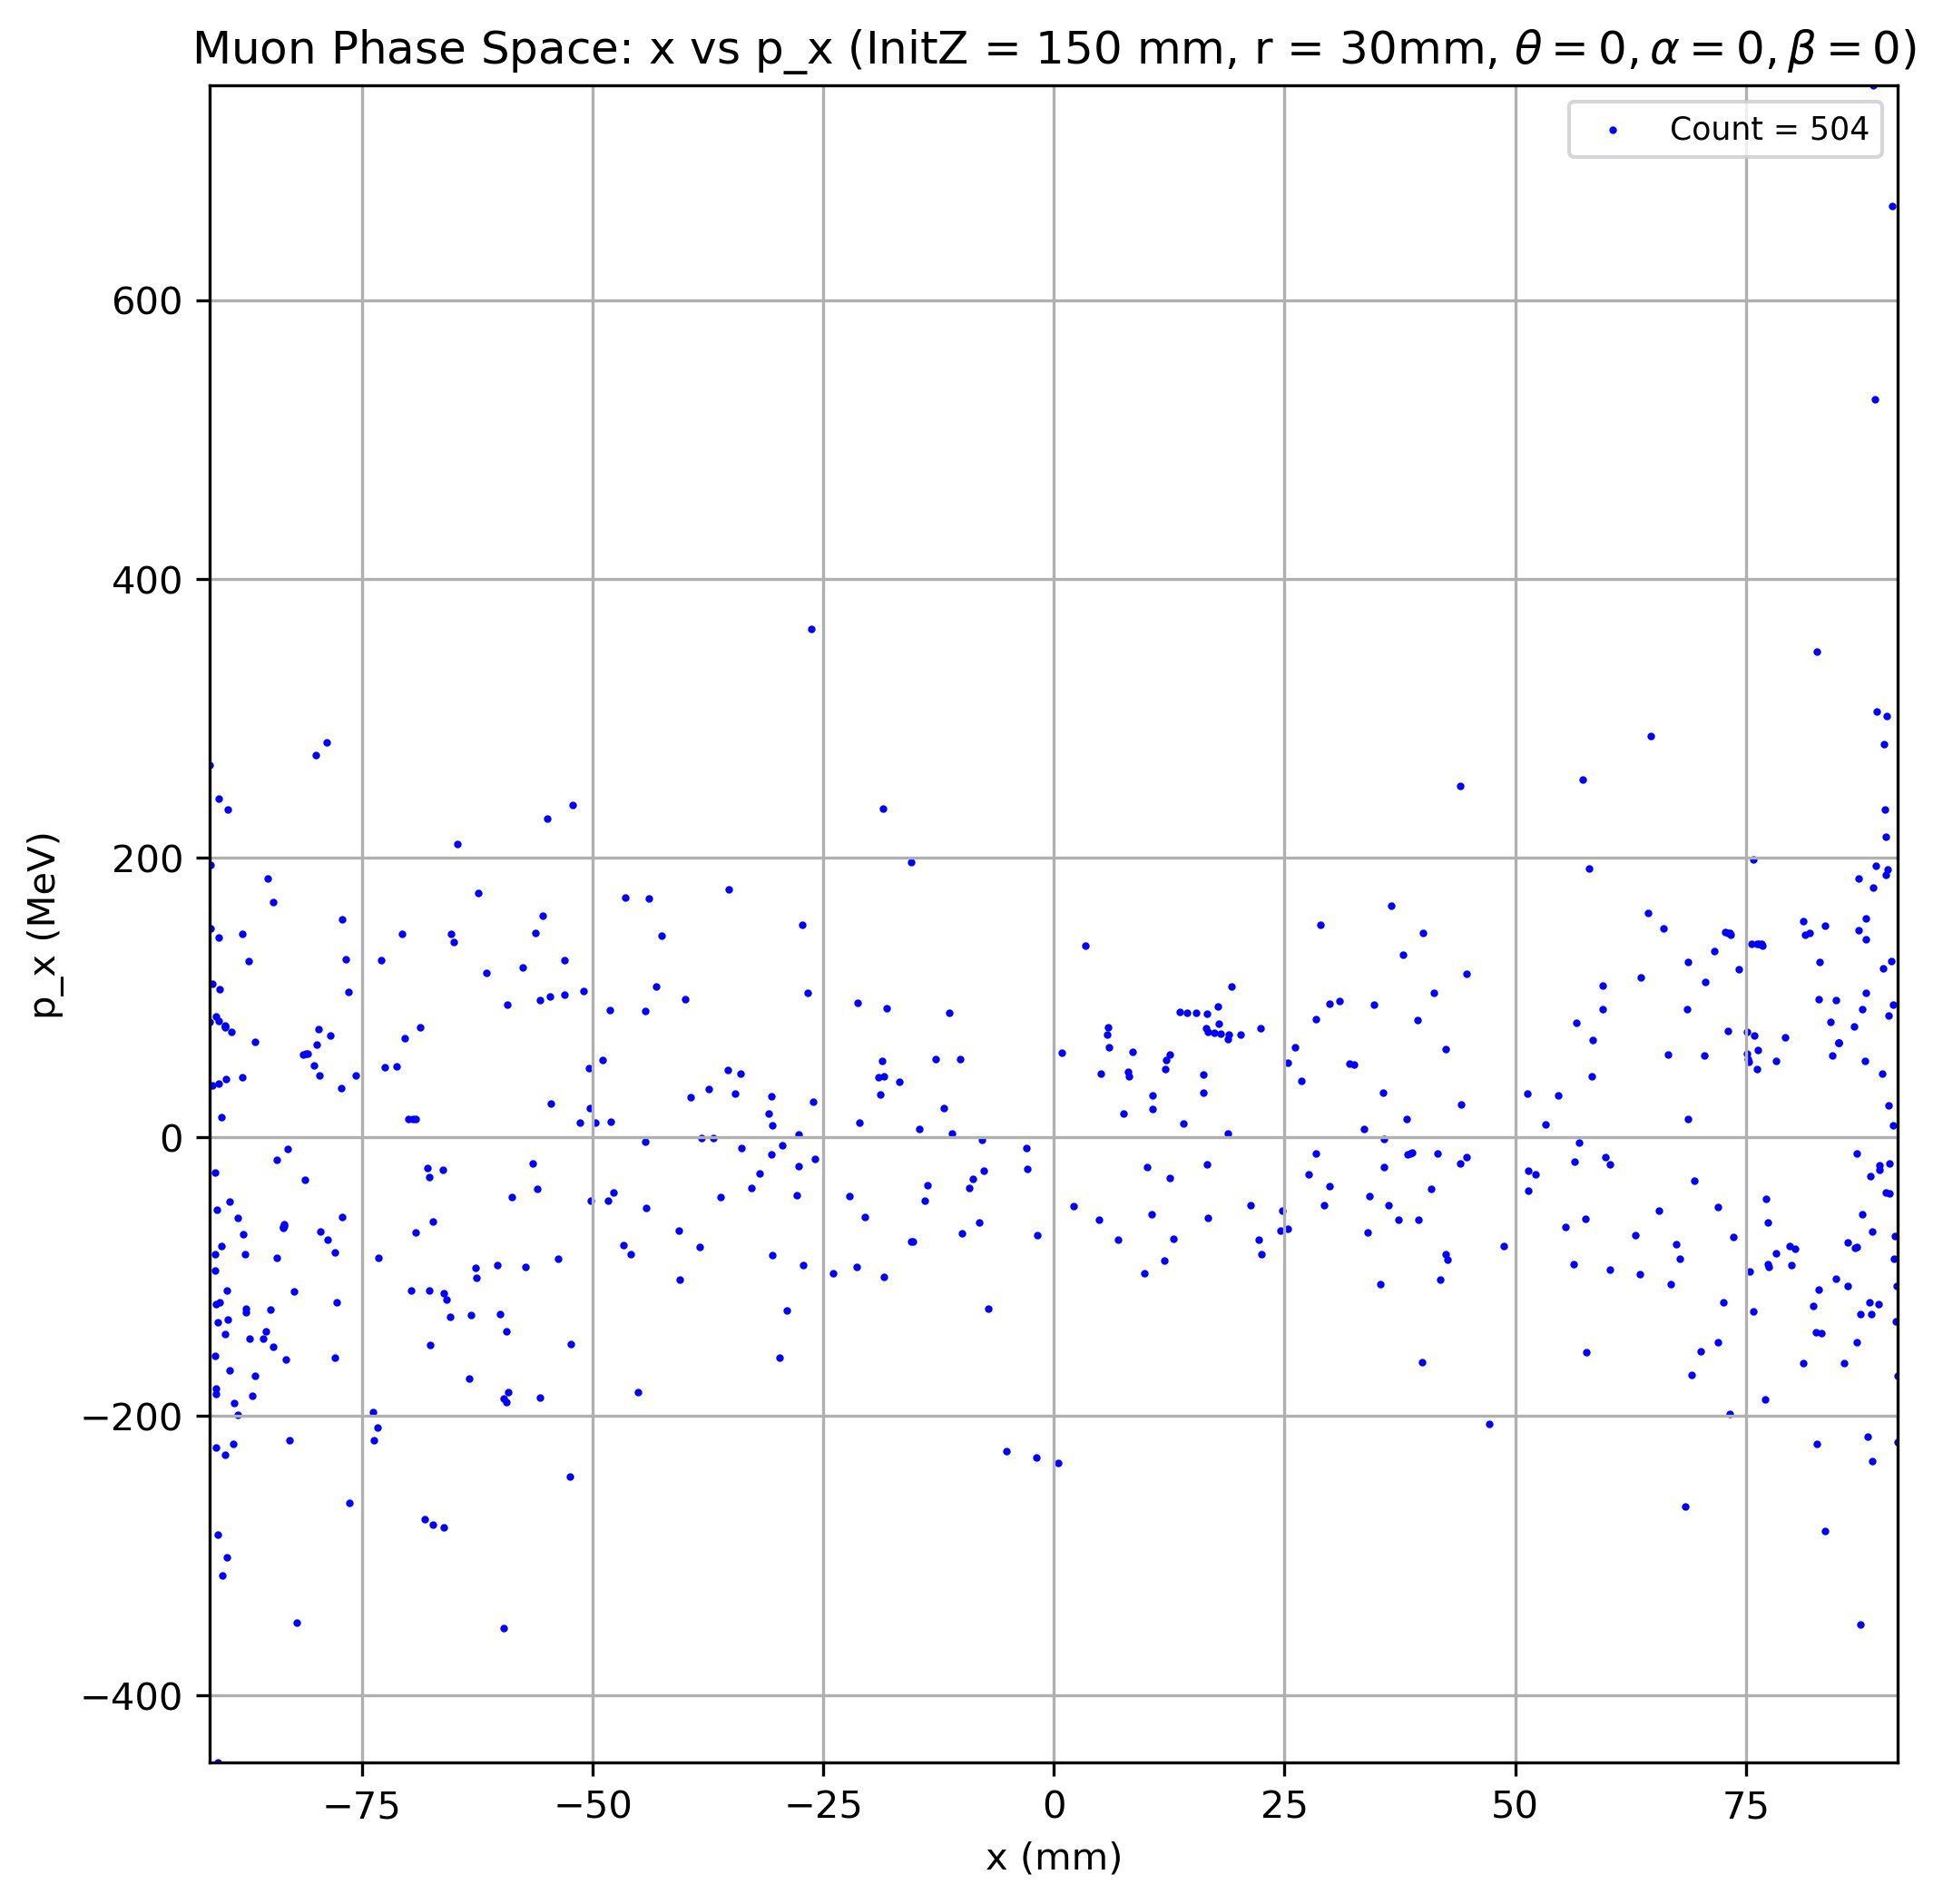 Muon Phase Space: x vs p_x (InitZ = 150 mm, r = 30mm, θ = 0, α = 0, β = 0)
Count = 504
600
400
200
0
−200
−400
p_x (MeV)
−75 −50 −25 0 25 50 75
x (mm)